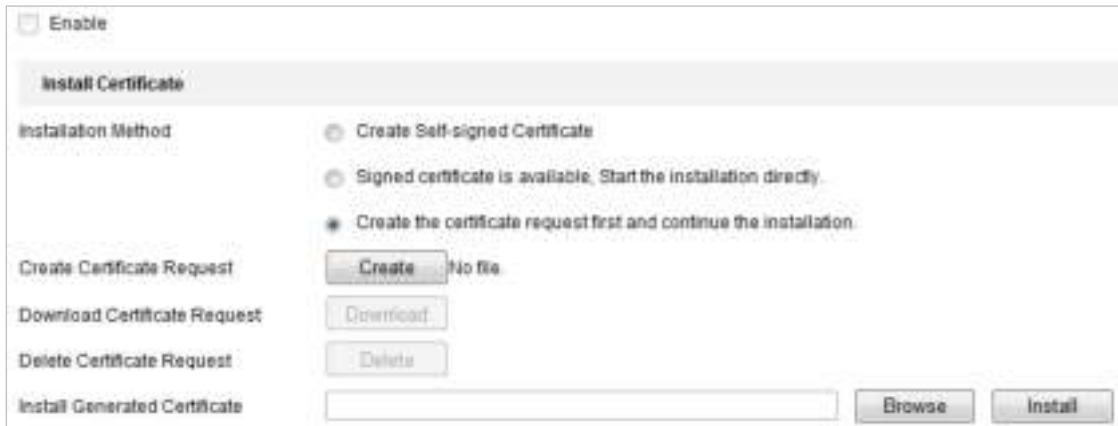 Enable
Install Certificate
Installation Method
Create Self-signed Certificate
Signed certificate is available, Start the installation directly.
Create the certificate request first and continue the installation.
Create Certificate Request Create No file.
Download Certificate Request Download
Delete Certificate Request Delete
Install Generated Certificate Browse Install